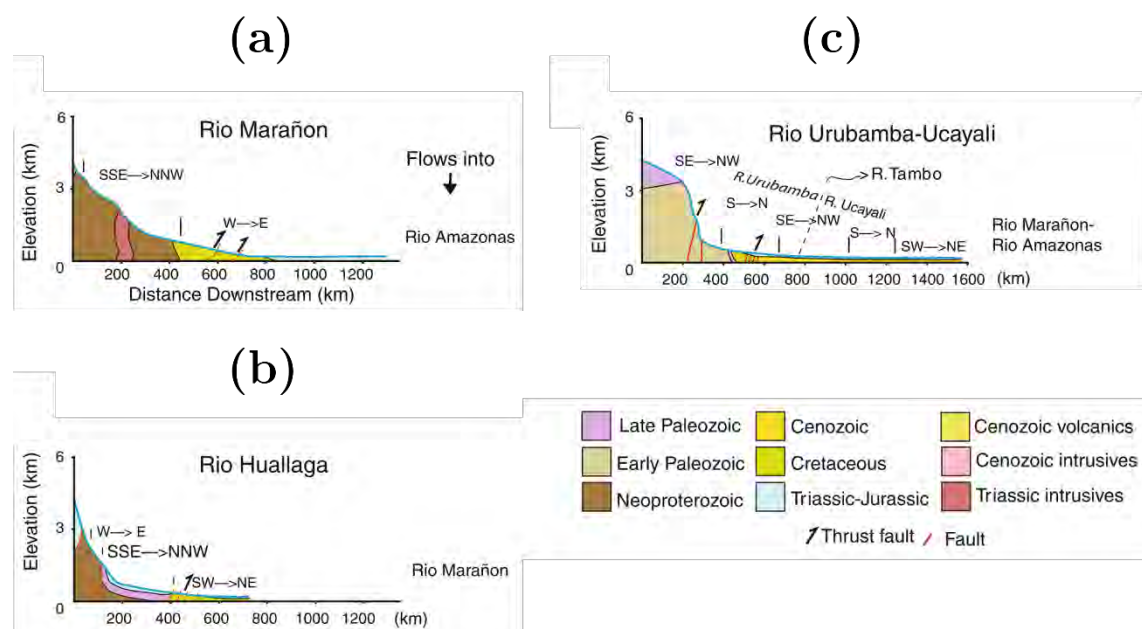 (a)
6
3
0
Elevation (km)
Rio Marañon
SSE→NNW
W→E
Flows into
Rio Amazonas
200 400 600 800 1000 1200
Distance Downstream (km)
(c)
6
3
0
Elevation (km)
Rio Urubamba-Ucayali
SE→NW
R.Urubamba
R. Ucayali
R.Tambo
S→N
SE→NW
S→N
SW→NE
Rio Marañon-
Rio Amazonas
200 400 600 800 1000 1200 1400 1600 (km)
(b)
6
3
0
Elevation (km)
Rio Huallaga
W→E
SSE→NNW
SW→NE
Rio Marañon
200 400 600 800 1000 1200 (km)
Late Paleozoic
Cenozoic
Cenozoic volcanics
Early Paleozoic
Cretaceous
Cenozoic intrusives
Neoproterozoic
Triassic-Jurassic
Triassic intrusives
Thrust fault
Fault